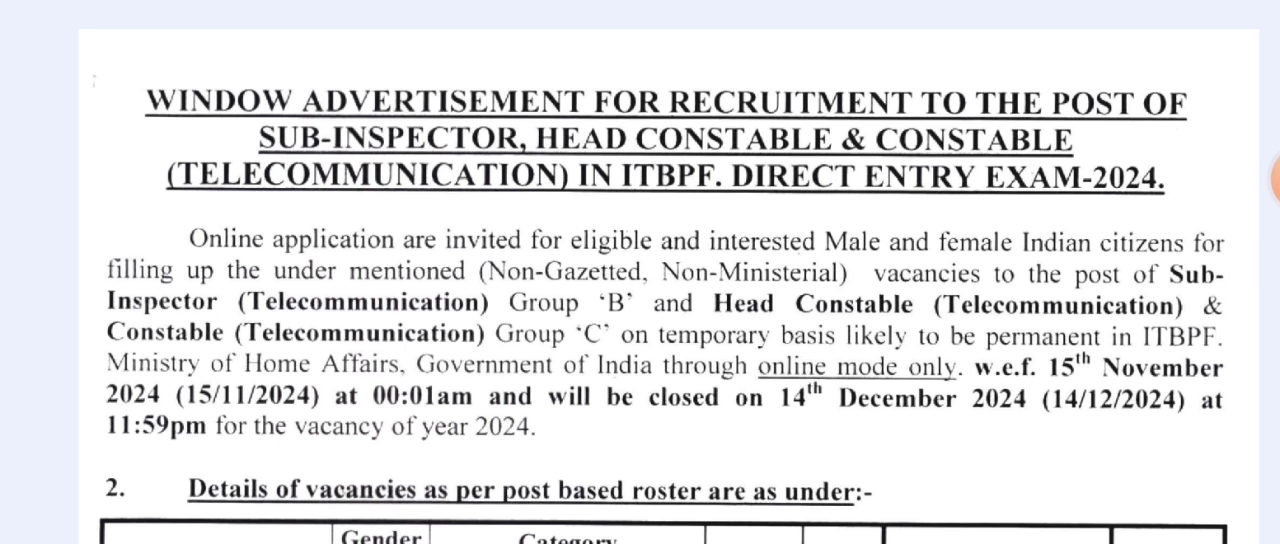 WINDOW ADVERTISEMENT FOR RECRUITMENT TO THE POST OF
SUB-INSPECTOR, HEAD CONSTABLE & CONSTABLE
(TELECOMMUNICATION) IN ITBPF. DIRECT ENTRY EXAM-2024.
Online application are invited for eligible and interested Male and female Indian citizens for
filling up the under mentioned (Non-Gazetted, Non-Ministerial) vacancies to the post of Sub-
Inspector (Telecommunication) Group ‘B’ and Head Constable (Telecommunication) &
Constable (Telecommunication) Group ‘C’ on temporary basis likely to be permanent in ITBPF.
Ministry of Home Affairs, Government of India through online mode only. w.e.f. 15th November
2024 (15/11/2024) at 00:01am and will be closed on 14th December 2024 (14/12/2024) at
11:59pm for the vacancy of year 2024.
2. Details of vacancies as per post based roster are as under:-
Gender Category